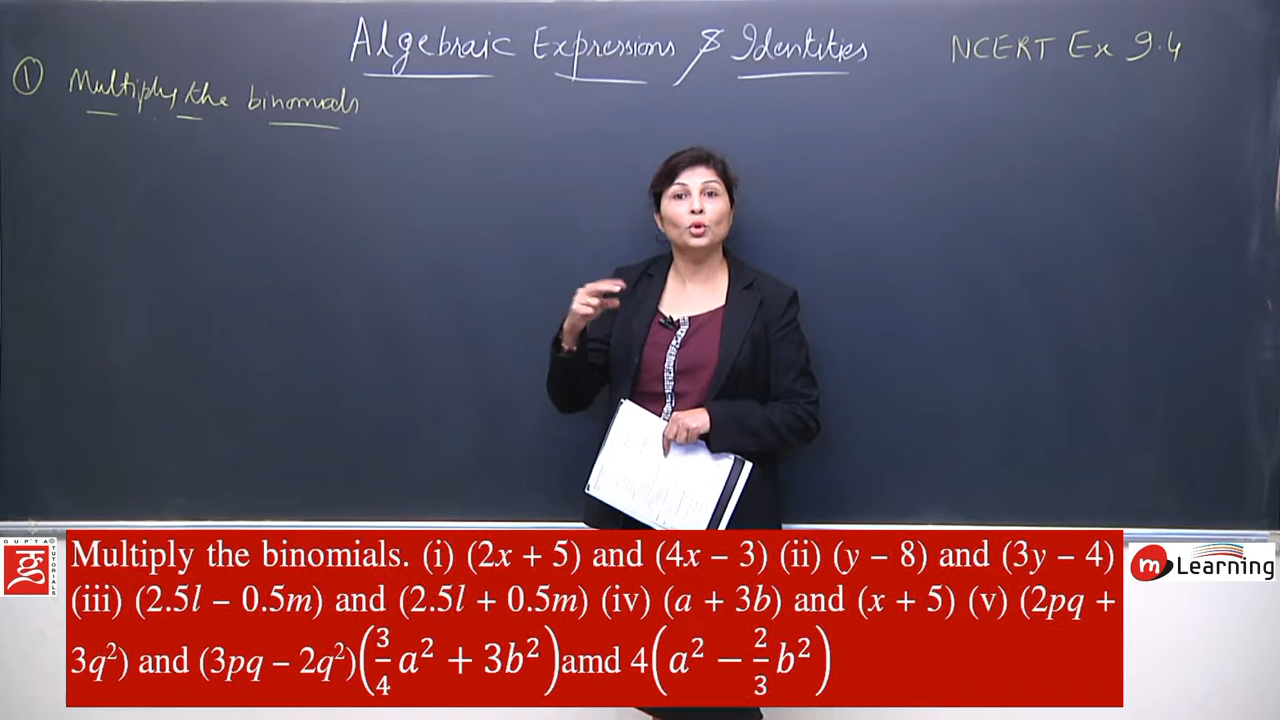 Algebraic Expressions & Identities
NCERT Ex 9.4
① Multiply the binomials
GUPTA®
TUTORIALS
Multiply the binomials. (i) (2x + 5) and (4x – 3) (ii) (y – 8) and (3y – 4)
(iii) (2.5l – 0.5m) and (2.5l + 0.5m) (iv) (a + 3b) and (x + 5) (v) (2pq +
3q²) and (3pq – 2q²)(3/4 a² + 3b²)amd 4(a² − 2/3 b²)
m Learning